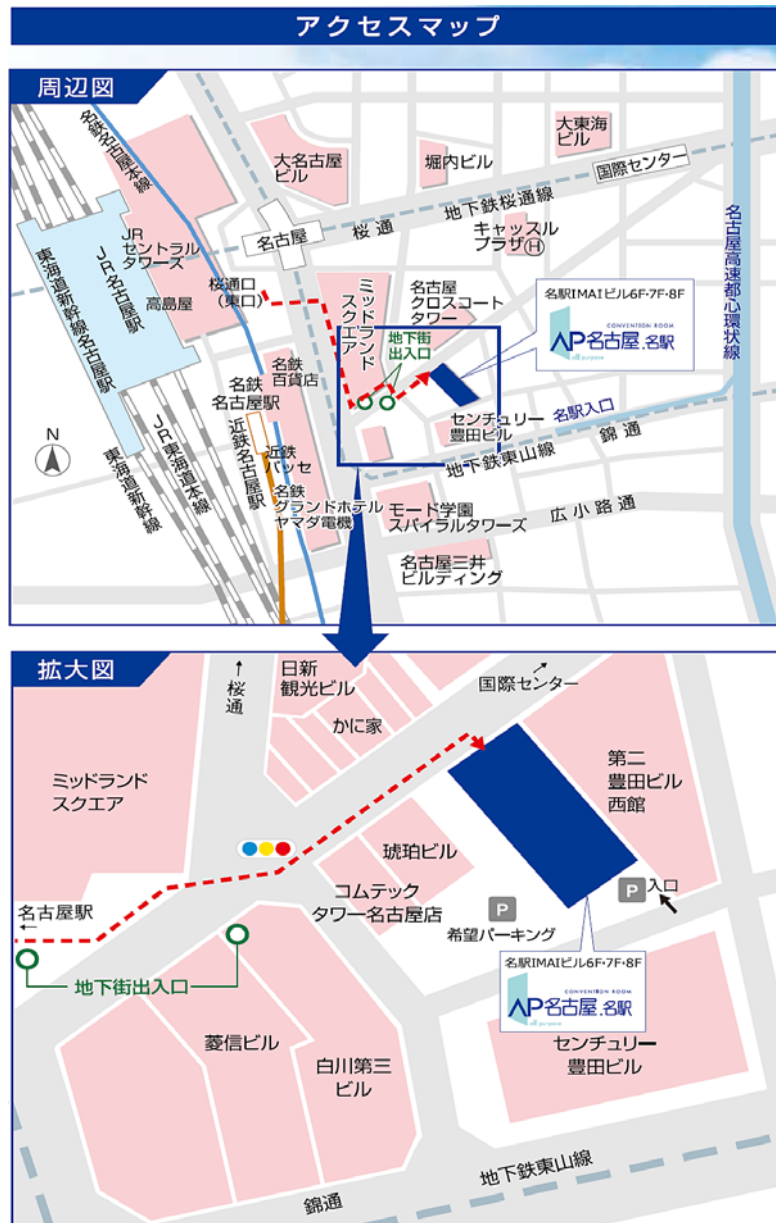 アクセスマップ
周辺図
名鉄名古屋本線
大名古屋
ビル
堀内ビル
大東海
ビル
国際センター
地下鉄桜通線
桜通
名古屋
キャッスル
プラザⒽ
名古屋高速都心環状線
JR
セントラル
タワーズ
JR名古屋駅
東海道新幹線名古屋駅
高島屋
桜通口
(東口)
ミッドランド
スクエア
名古屋
クロスコート
タワー
名駅IMAIビル6F・7F・8F
CONVENTION ROOM
AP名古屋.名駅
all purpose
地下街
出入口
名鉄
百貨店
名鉄
名古屋駅
近鉄名古屋駅
近鉄
パッセ
センチュリー
豊田ビル
名駅入口
錦通
地下鉄東山線
N
JR東海道本線
東海道新幹線
名鉄
グランドホテル
ヤマダ電機
モード学園
スパイラルタワーズ
広小路通
名古屋三井
ビルディング
拡大図
↑
桜通
日新
観光ビル
かに家
国際センター
ミッドランド
スクエア
第二
豊田ビル
西館
琥珀ビル
コムテック
タワー名古屋店
P
希望パーキング
P 入口
名古屋駅
←
地下街出入口
名駅IMAIビル6F・7F・8F
CONVENTION ROOM
AP名古屋.名駅
all purpose
菱信ビル
白川第三
ビル
センチュリー
豊田ビル
地下鉄東山線
錦通